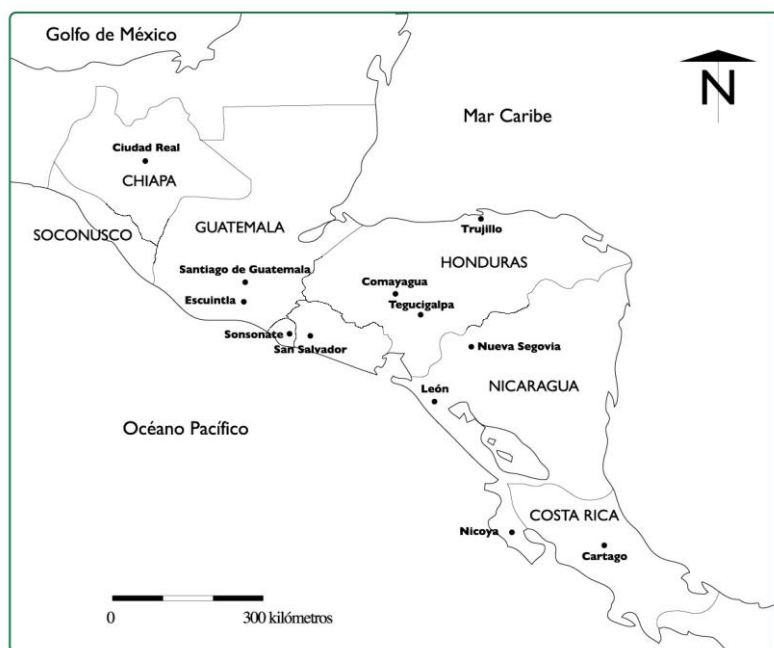 Golfo de México
N
Mar Caribe
Ciudad Real
CHIAPA
SOCONUSCO
GUATEMALA
Trujillo
HONDURAS
Santiago de Guatemala
Comayagua
Escuintla
Tegucigalpa
Sonsonate
San Salvador
Nueva Segovia
León
NICARAGUA
Océano Pacífico
COSTA RICA
Nicoya
Cartago
0
300 kilómetros